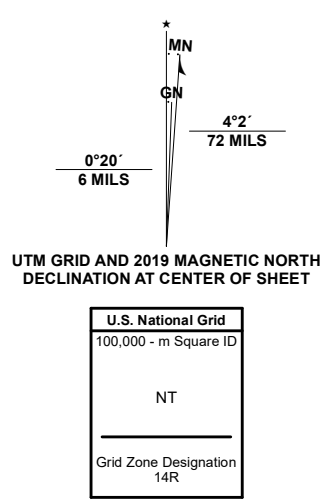 ★
MN
GN
4°2´
72 MILS
0°20´
6 MILS
UTM GRID AND 2019 MAGNETIC NORTH
DECLINATION AT CENTER OF SHEET
U.S. National Grid
100,000 - m Square ID
NT
Grid Zone Designation
14R